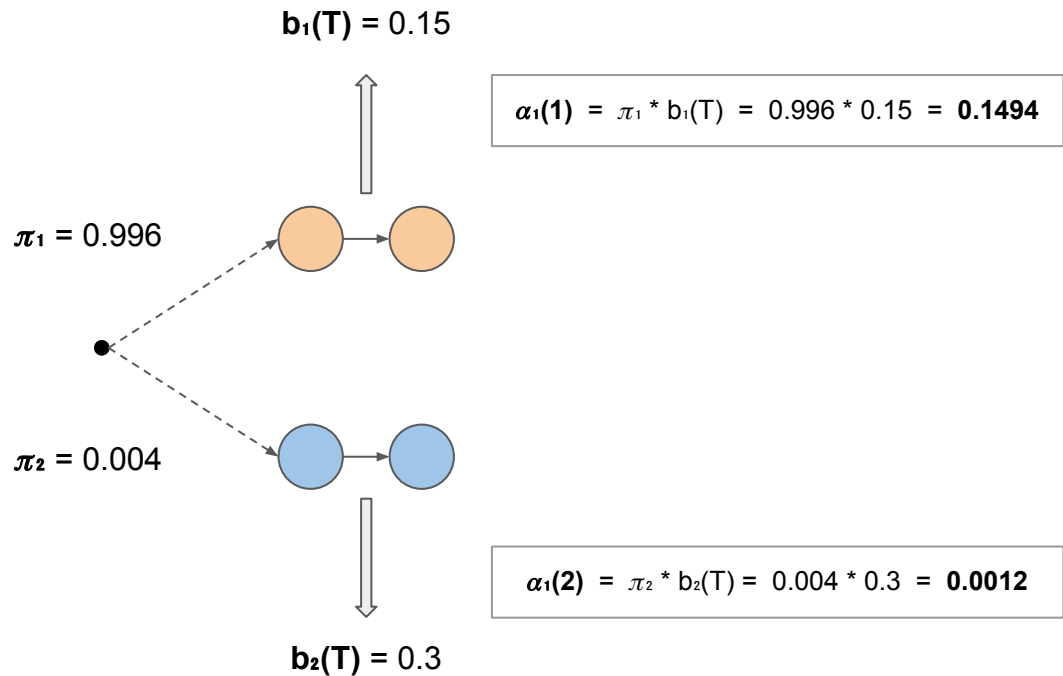 b₁(T) = 0.15
α₁(1) = π₁ * b₁(T) = 0.996 * 0.15 = 0.1494
π₁ = 0.996
π₂ = 0.004
α₁(2) = π₂ * b₂(T) = 0.004 * 0.3 = 0.0012
b₂(T) = 0.3